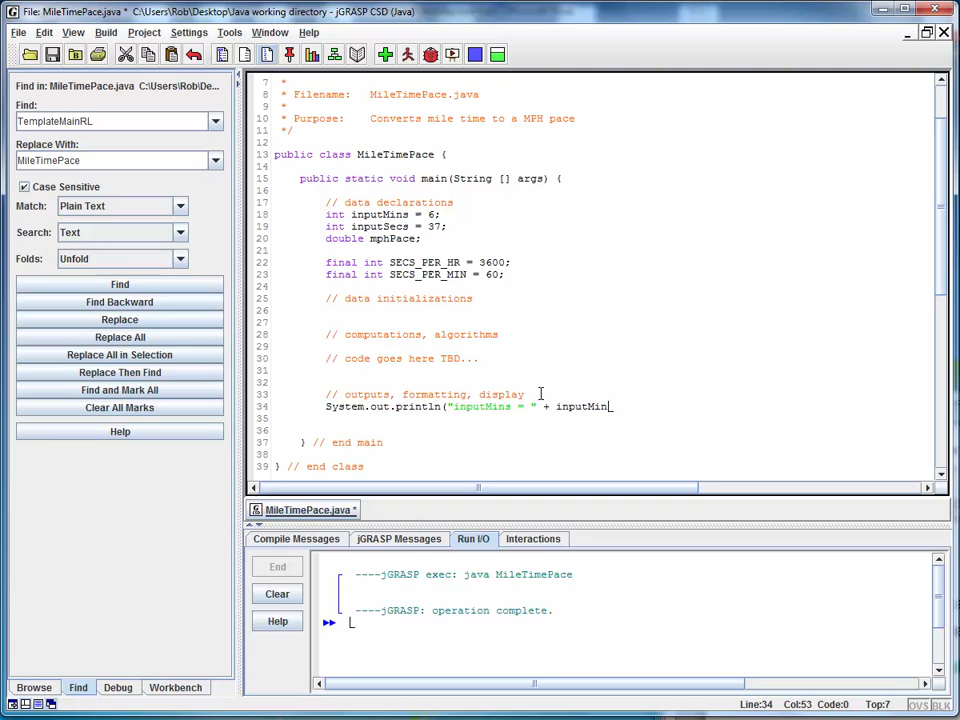 File: MileTimePace.java * C:\Users\Rob\Desktop\Java working directory - jGRASP CSD (Java)
File Edit View Build Project Settings Tools Window Help
Find in: MileTimePace.java C:\Users\Rob\De...
Find:
TemplateMainRL
Replace With:
MileTimePace
Case Sensitive
Match: Plain Text
Search: Text
Folds: Unfold
Find
Find Backward
Replace
Replace All
Replace All in Selection
Replace Then Find
Find and Mark All
Clear All Marks
Help
Browse Find Debug Workbench
7 *
8 * Filename: MileTimePace.java
9 *
10 * Purpose: Converts mile time to a MPH pace
11 */
12
13 public class MileTimePace {
14
15 public static void main(String [] args) {
16
17 // data declarations
18 int inputMins = 6;
19 int inputSecs = 37;
20 double mphPace;
21
22 final int SECS_PER_HR = 3600;
23 final int SECS_PER_MIN = 60;
24
25 // data initializations
26
27
28 // computations, algorithms
29
30 // code goes here TBD...
31
32
33 // outputs, formatting, display
34 System.out.println("inputMins = " + inputMin
35
36
37 } // end main
38
39 } // end class
MileTimePace.java *
Compile Messages jGRASP Messages Run I/O Interactions
End
Clear
Help
----jGRASP exec: java MileTimePace
----jGRASP: operation complete.
Line:34 Col:53 Code:0 Top:7 OVS BLK